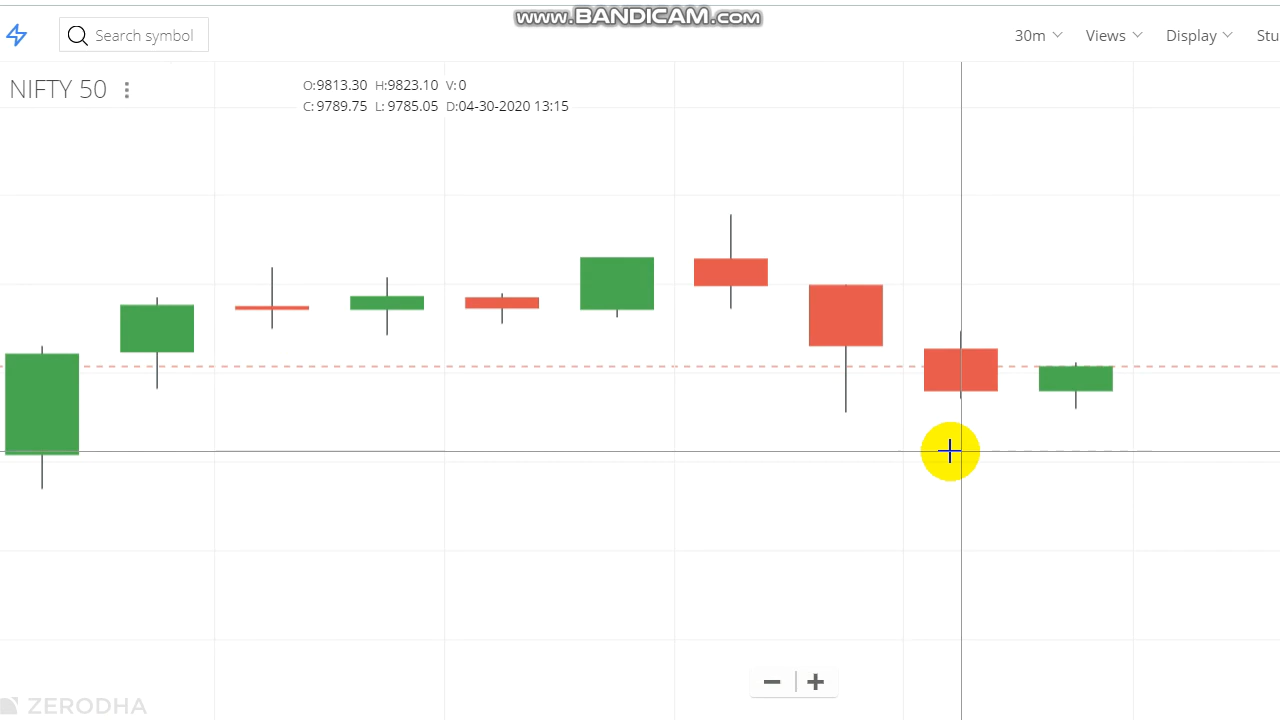 www.BANDICAM.com
Search symbol
30m
Views
Display
Stu
NIFTY 50
O:9813.30 H:9823.10 V:0
C:9789.75 L:9785.05 D:04-30-2020 13:15
ZERODHA